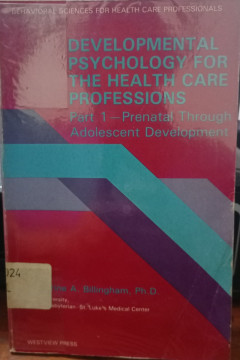 BEHAVIORAL SCIENCES FOR HEALTH CARE PROFESSIONALS
DEVELOPMENTAL
PSYCHOLOGY FOR
THE HEALTH CARE
PROFESSIONS
Part 1—Prenatal Through
Adolescent Development
A. Billingham, Ph.D.
St. Luke's Medical Center
WESTVIEW PRESS